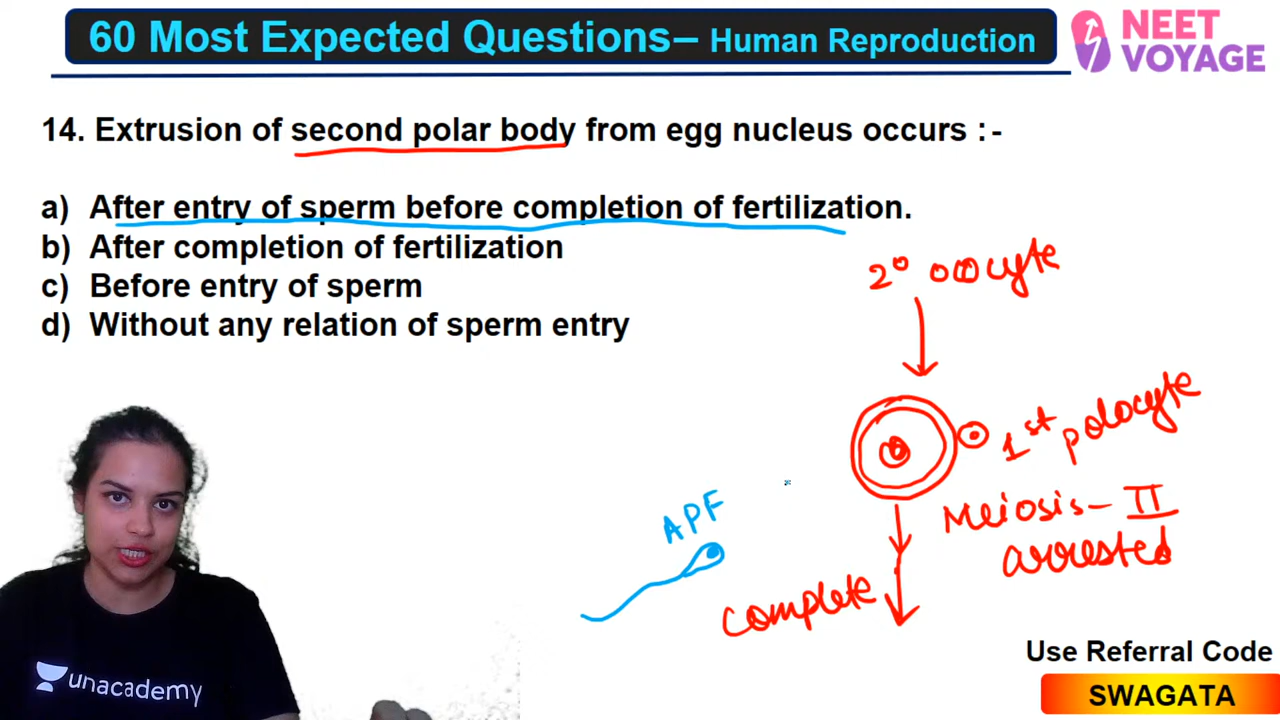 60 Most Expected Questions– Human Reproduction
NEET
VOYAGE
14. Extrusion of second polar body from egg nucleus occurs :-
a) After entry of sperm before completion of fertilization.
b) After completion of fertilization
c) Before entry of sperm
d) Without any relation of sperm entry
2° oocyte
1st polocyte
Meiosis-II
arrested
APF
complete
unacademy
Use Referral Code
SWAGATA